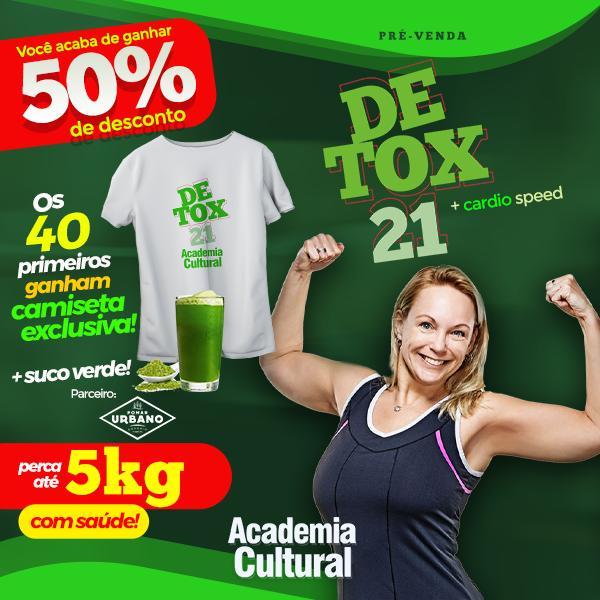 Você acaba de ganhar
50%
de desconto
PRÉ-VENDA
DE
TOX
21
+ cardio speed
DE
TOX
21
Academia
Cultural
Os
40
primeiros
ganham
camiseta
exclusiva!
+ suco verde!
Parceiro:
POMAR
URBANO
perca
até
5kg
com saúde!
Academia
Cultural